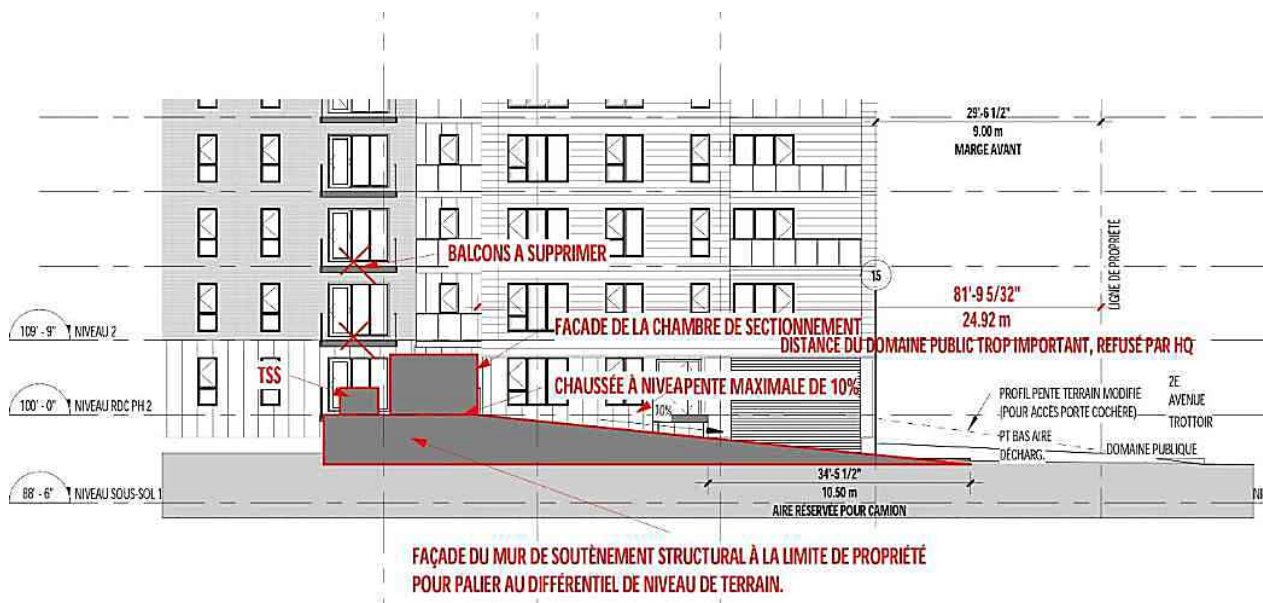 29'-6 1/2"
9.00 m
MARGE AVANT
LIGNE DE PROPRIÉTÉ
BALCONS A SUPPRIMER
15
81'-9 5/32"
24.92 m
109' - 9" NIVEAU 2
FACADE DE LA CHAMBRE DE SECTIONNEMENT
DISTANCE DU DOMAINE PUBLIC TROP IMPORTANT, REFUSÉ PAR HQ
TSS
CHAUSSÉE À NIVEA
PENTE MAXIMALE DE 10%
100' - 0" NIVEAU RDC PH 2
10%
PROFIL PENTE TERRAIN MODIFIÉ
(POUR ACCÈS PORTE COCHÈRE)
2E
AVENUE
TROTTOIR
PT BAS AIRE
DÉCHARG.
DOMAINE PUBLIQUE
34'-5 1/2"
10.50 m
AIRE RÉSERVÉE POUR CAMION
88' - 6" NIVEAU SOUS-SOL 1
NI
FAÇADE DU MUR DE SOUTÈNEMENT STRUCTURAL À LA LIMITE DE PROPRIÉTÉ
POUR PALIER AU DIFFÉRENTIEL DE NIVEAU DE TERRAIN.